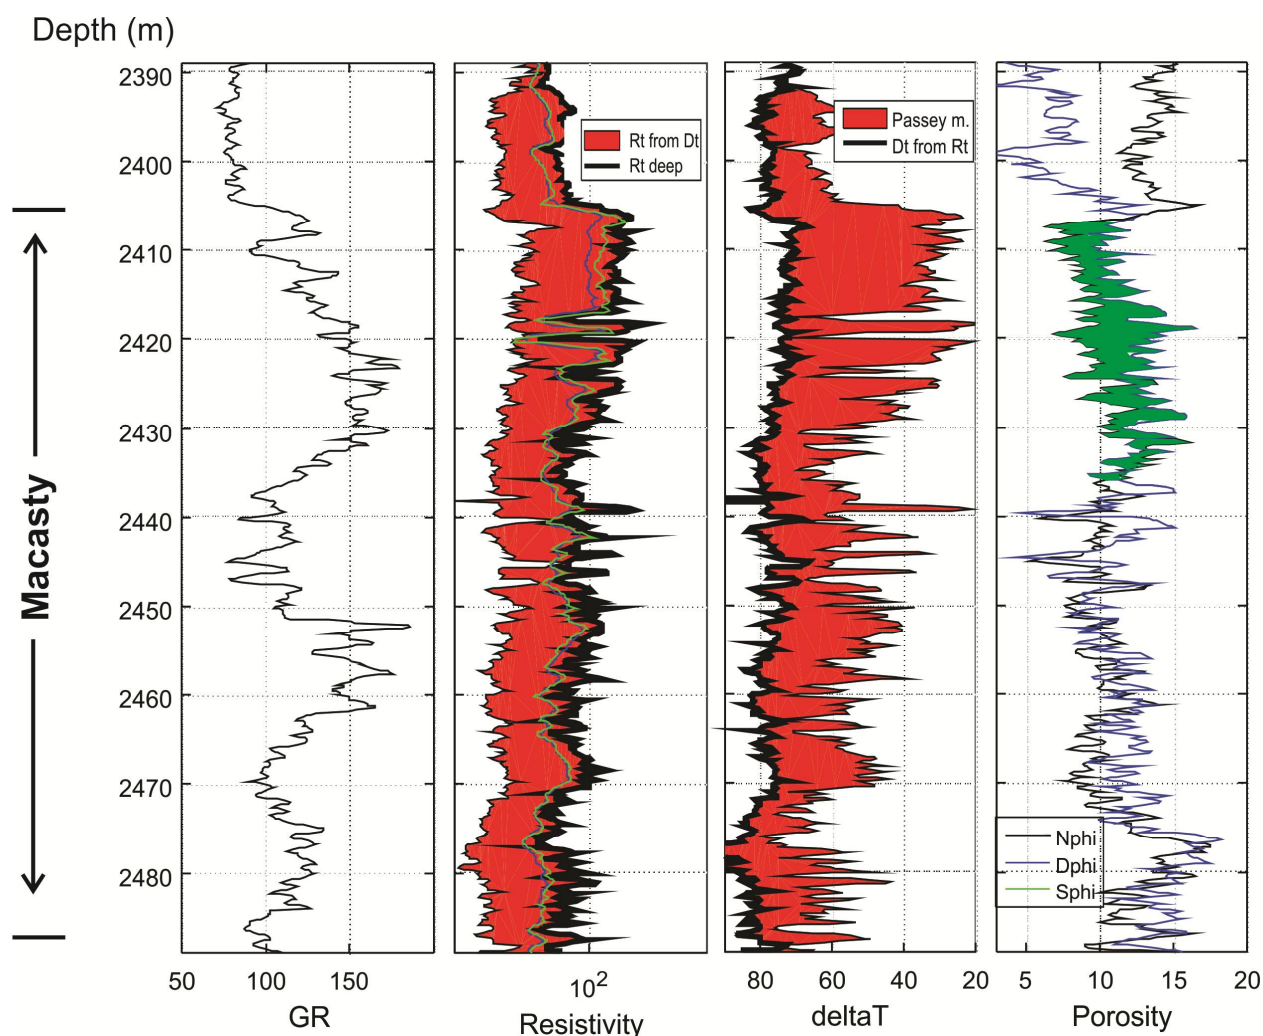 Depth (m)
2390
2400
2410
2420
2430
2440
2450
2460
2470
2480
Macasty
50 100 150
GR
Rt from Dt
Rt deep
10²
Resistivity
Passey m.
Dt from Rt
80 60 40 20
deltaT
Nphi
Dphi
Sphi
5 10 15 20
Porosity